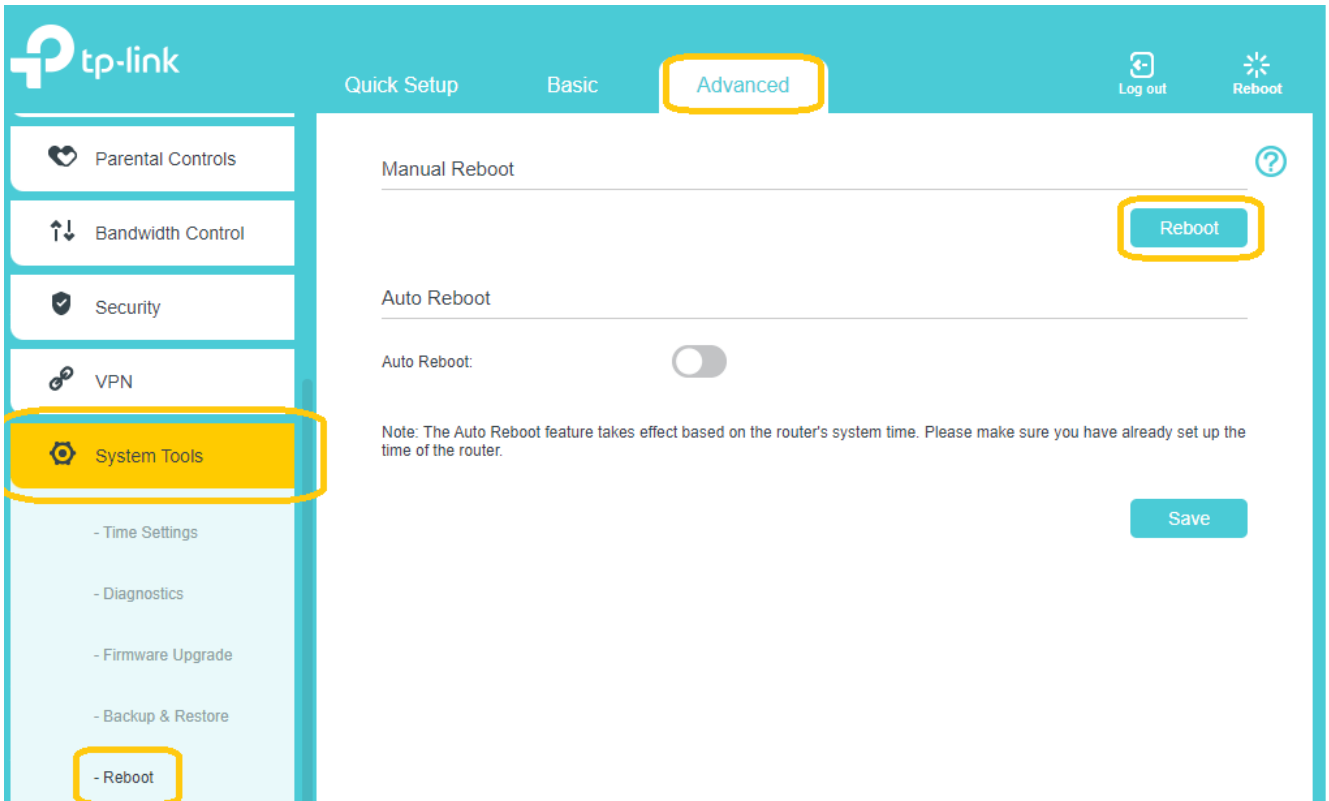 tp-link
Quick Setup
Basic
Advanced
Log out
Reboot
Parental Controls
Bandwidth Control
Security
VPN
System Tools
- Time Settings
- Diagnostics
- Firmware Upgrade
- Backup & Restore
- Reboot
Manual Reboot
Reboot
Auto Reboot
Auto Reboot:
Note: The Auto Reboot feature takes effect based on the router's system time. Please make sure you have already set up the
time of the router.
Save